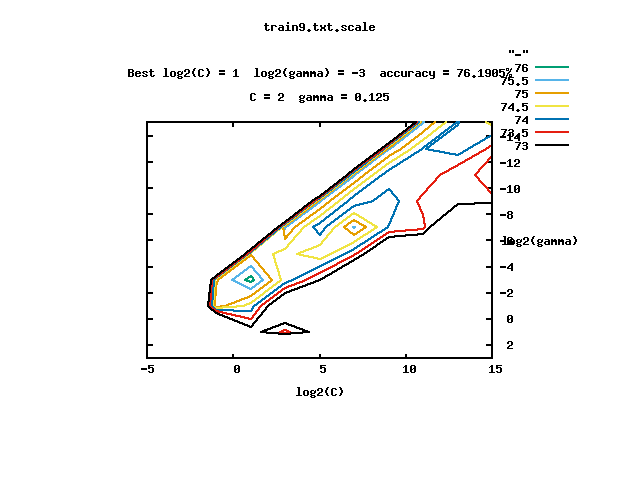 train9.txt.scale
"-"
Best log2(C) = 1 log2(gamma) = -3 accuracy = 76.1905%
76
75.5
C = 2 gamma = 0.125
75
74.5
74
73.5
73
-14
-12
-10
-8
-6
log2(gamma)
-4
-2
0
2
-5 0 5 10 15
log2(C)